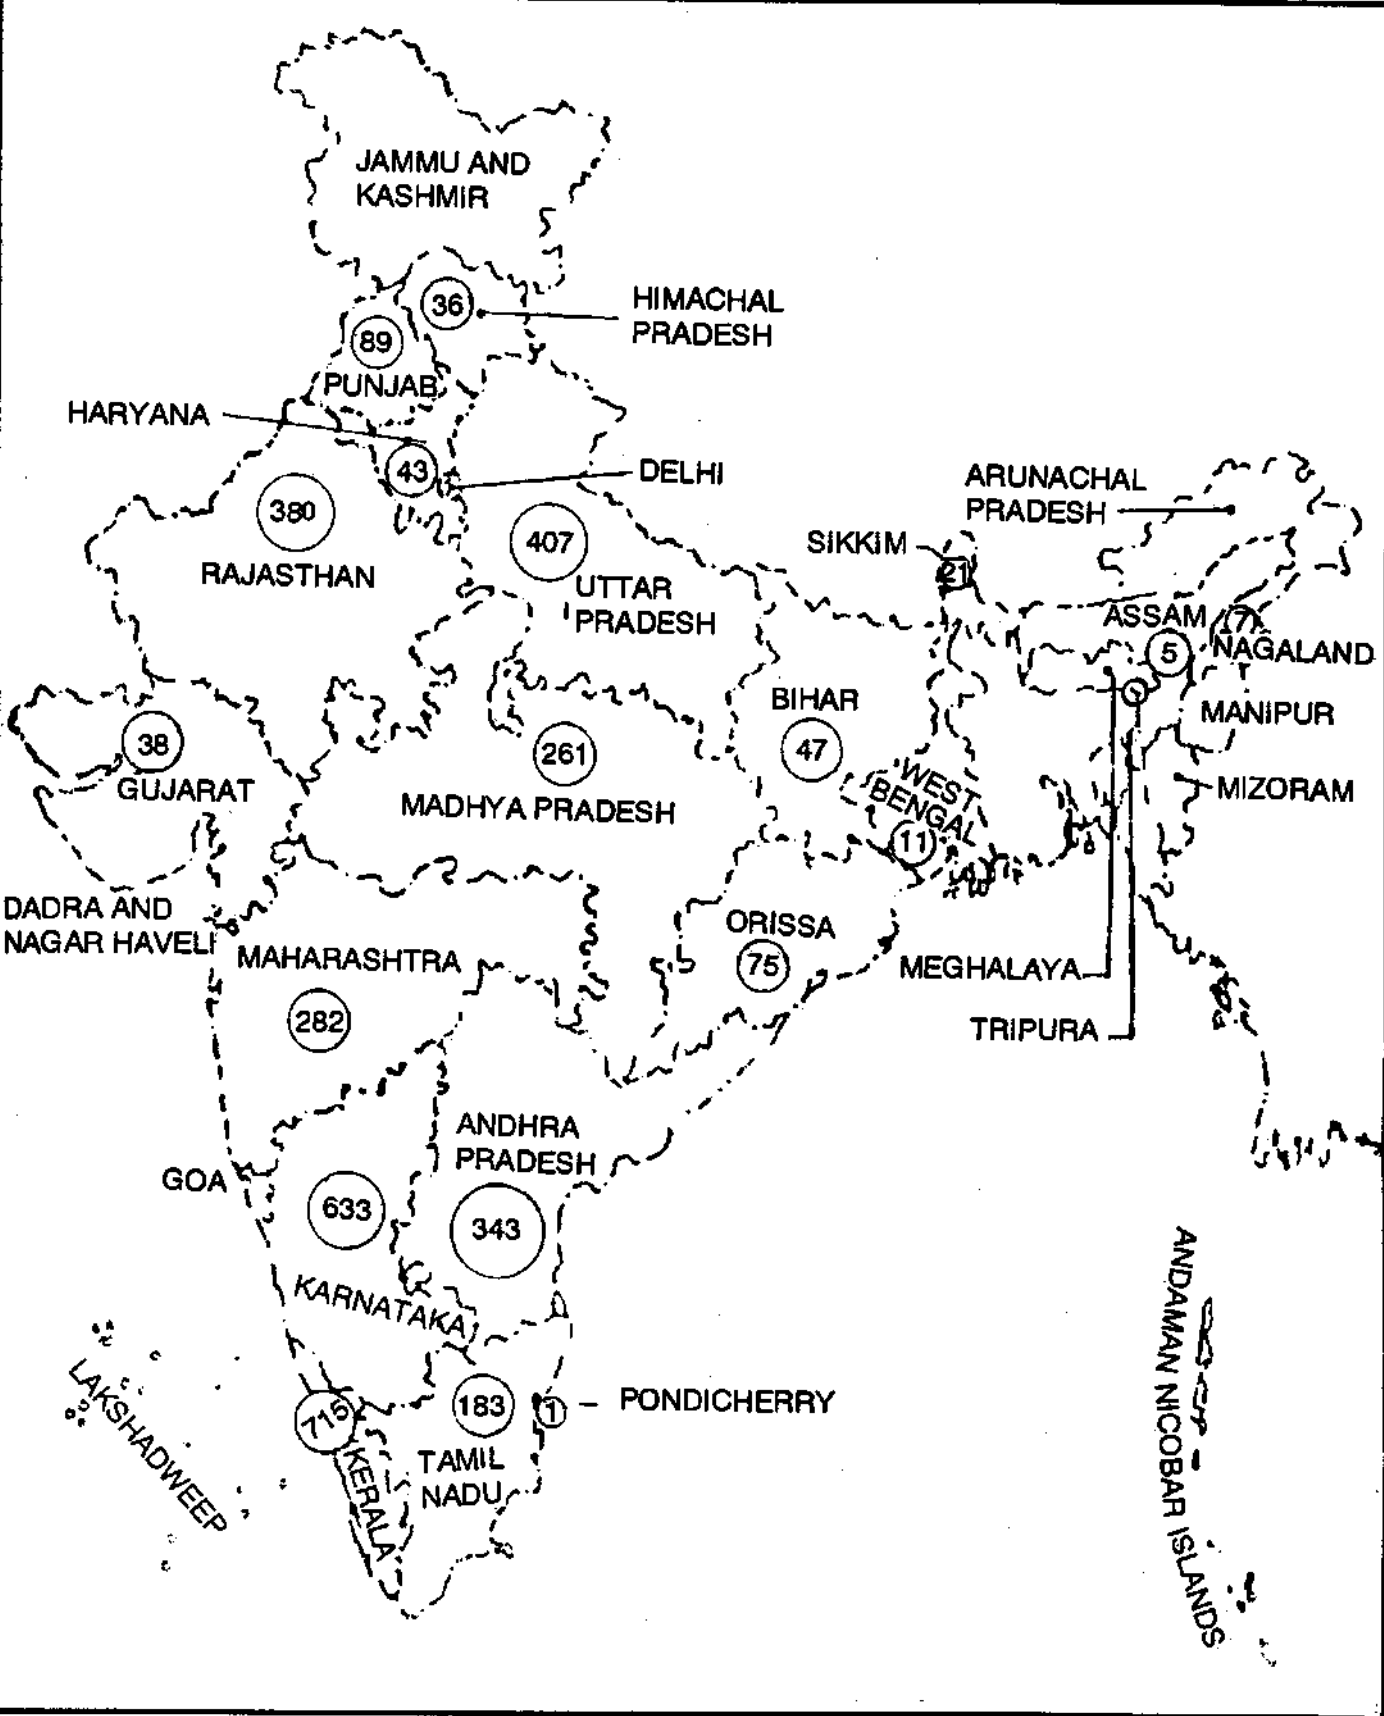 JAMMU AND
KASHMIR
36
HIMACHAL
PRADESH
89
PUNJAB
HARYANA
43
DELHI
380
RAJASTHAN
407
UTTAR
PRADESH
ARUNACHAL
PRADESH
SIKKIM
21
ASSAM
5
7
NAGALAND
MANIPUR
MIZORAM
38
GUJARAT
261
MADHYA PRADESH
BIHAR
47
WEST
BENGAL
11
DADRA AND
NAGAR HAVELI
MAHARASHTRA
282
ORISSA
75
MEGHALAYA
TRIPURA
ANDHRA
PRADESH
343
GOA
633
KARNATAKA
LAKSHADWEEP
715
KERALA
183
TAMIL
NADU
1
PONDICHERRY
ANDAMAN NICOBAR ISLANDS